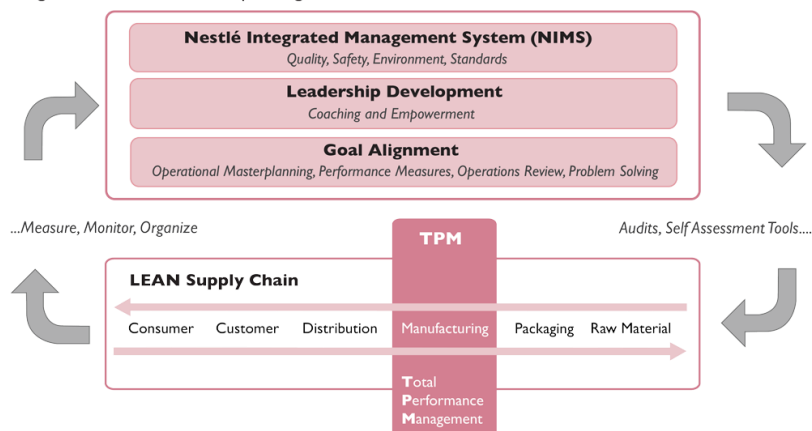 Nestlé Integrated Management System (NIMS)
Quality, Safety, Environment, Standards
Leadership Development
Coaching and Empowerment
Goal Alignment
Operational Masterplanning, Performance Measures, Operations Review, Problem Solving
...Measure, Monitor, Organize
Audits, Self Assessment Tools....
TPM
LEAN Supply Chain
Consumer Customer Distribution Manufacturing Packaging Raw Material
Total
Performance
Management